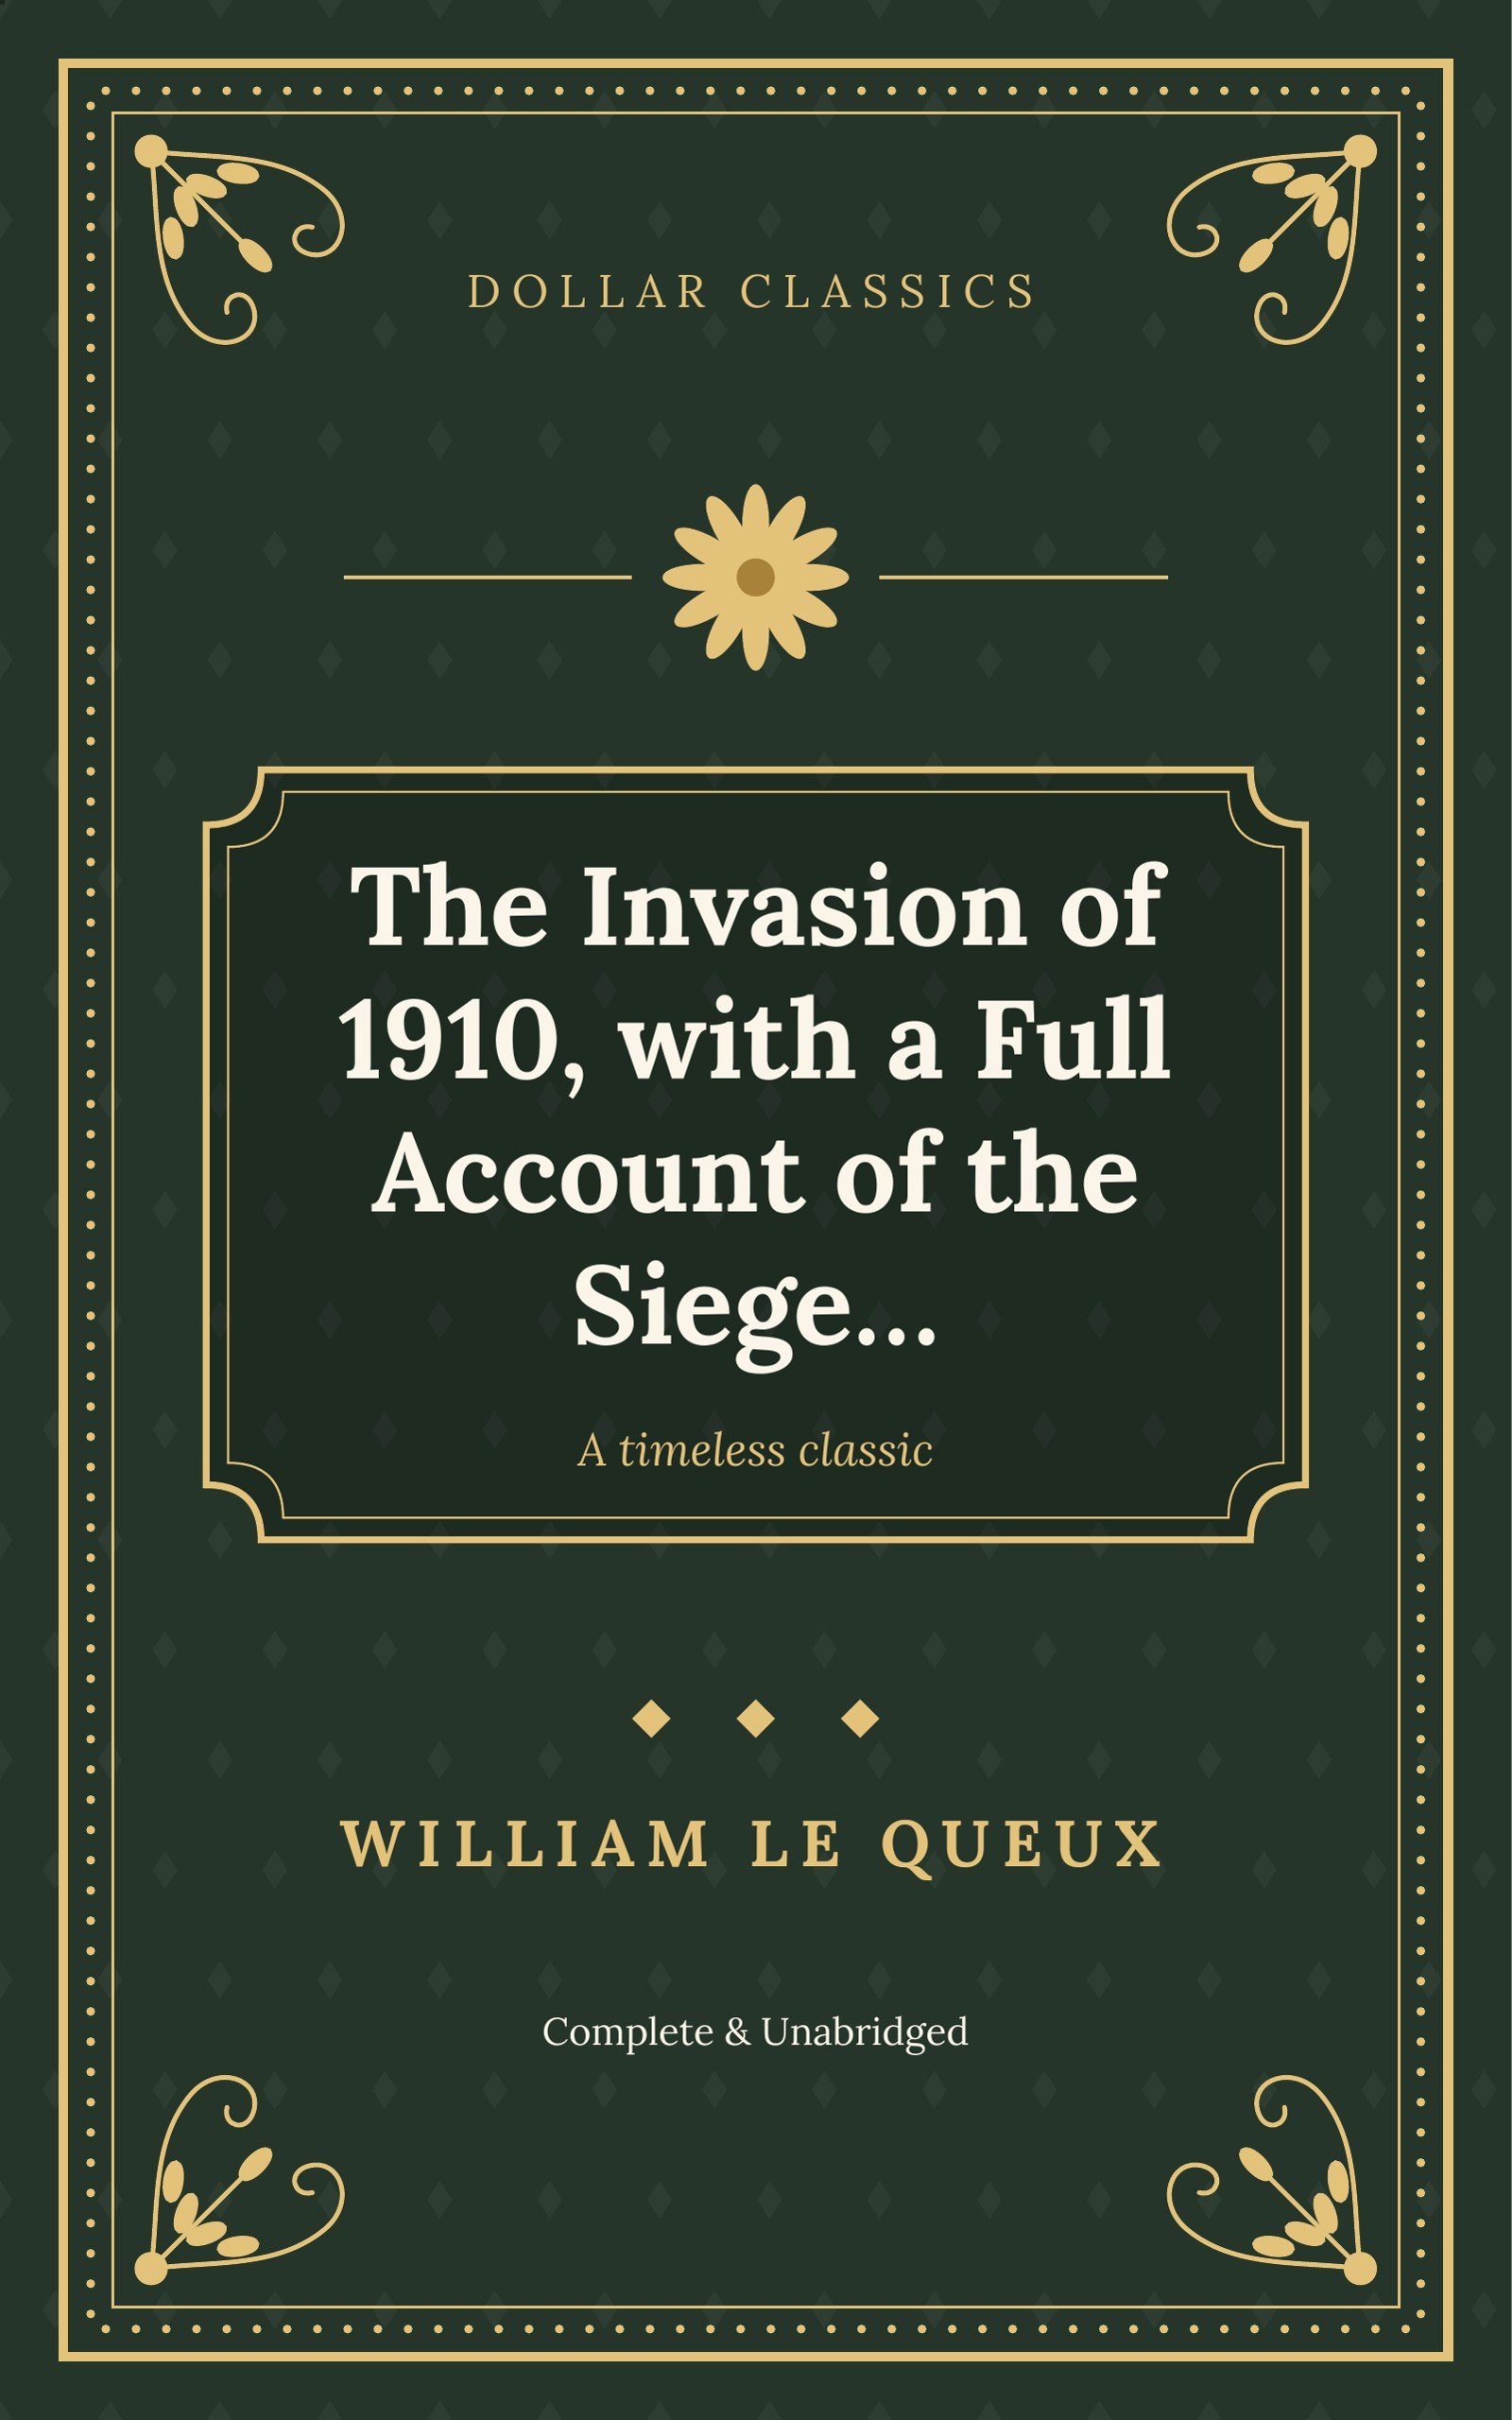 DOLLAR CLASSICS
The Invasion of
1910, with a Full
Account of the
Siege...
A timeless classic
WILLIAM LE QUEUX
Complete & Unabridged